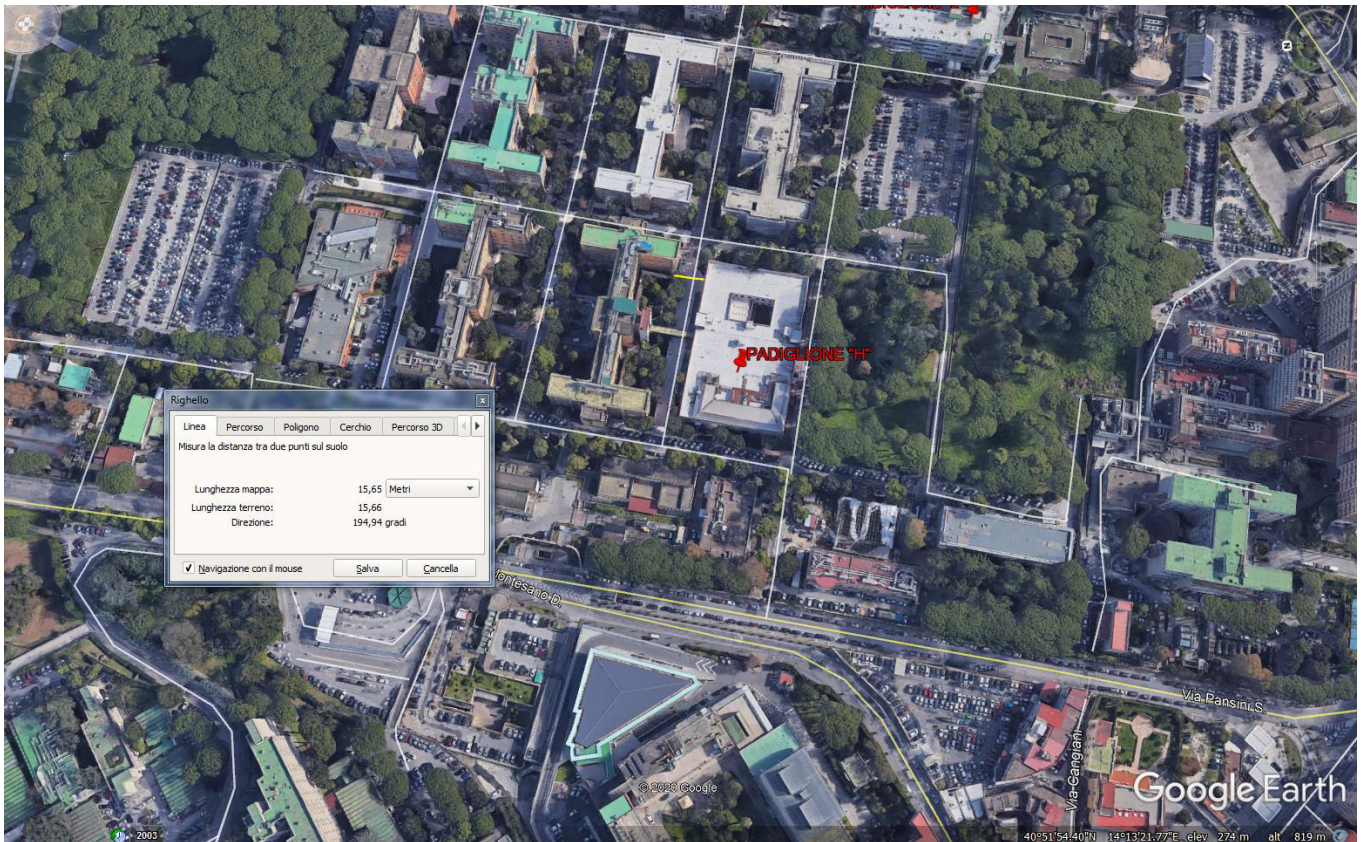 PADIGLIONE "H"
Righello
Linea Percorso Poligono Cerchio Percorso 3D
Misura la distanza tra due punti sul suolo
Lunghezza mappa: 15,65 Metri
Lunghezza terreno: 15,66
Direzione: 194,94 gradi
Navigazione con il mouse Salva Cancella
Montesano D.
Via Pansini S.
Via Cangiani
© 2020 Google
Google Earth
2003
40°51'54.40"N 14°13'21.77"E elev 274 m alt 819 m